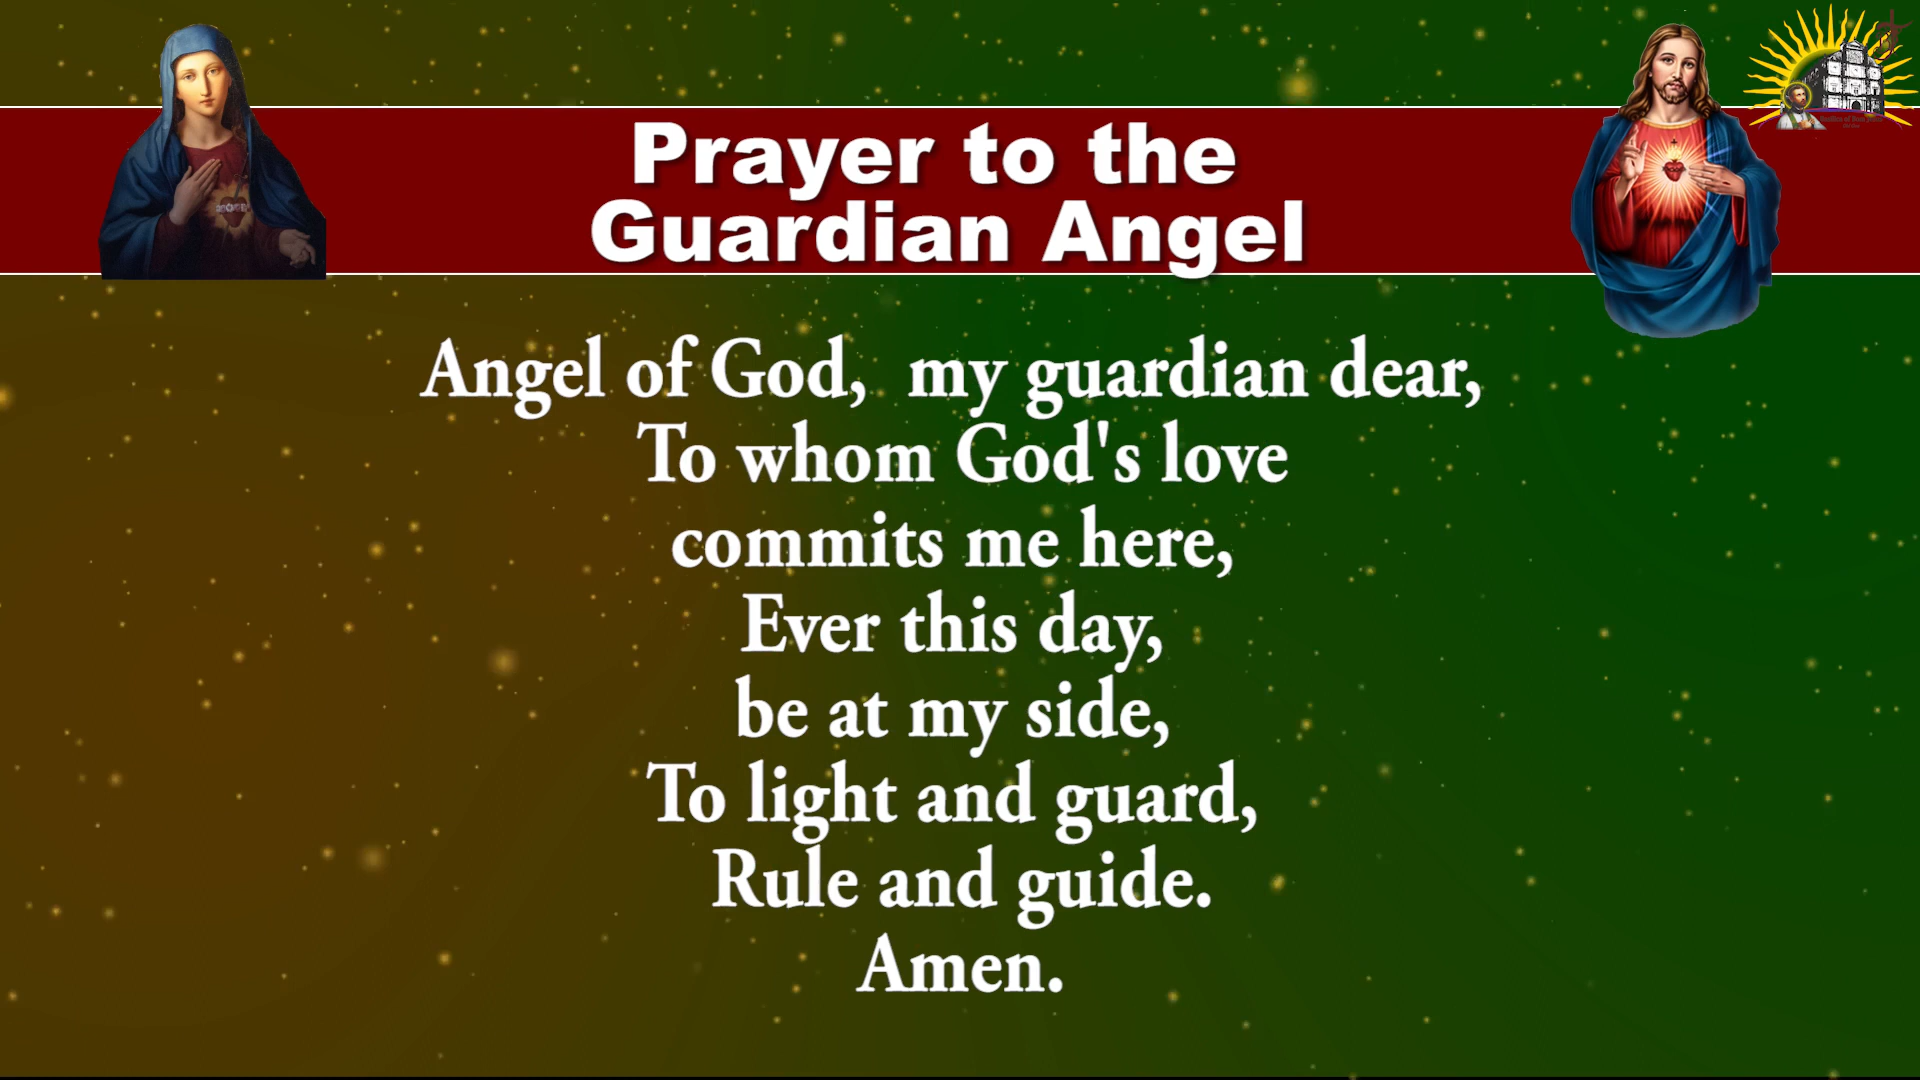 Prayer to the
Guardian Angel
Angel of God, my guardian dear,
To whom God's love
commits me here,
Ever this day,
be at my side,
To light and guard,
Rule and guide.
Amen.